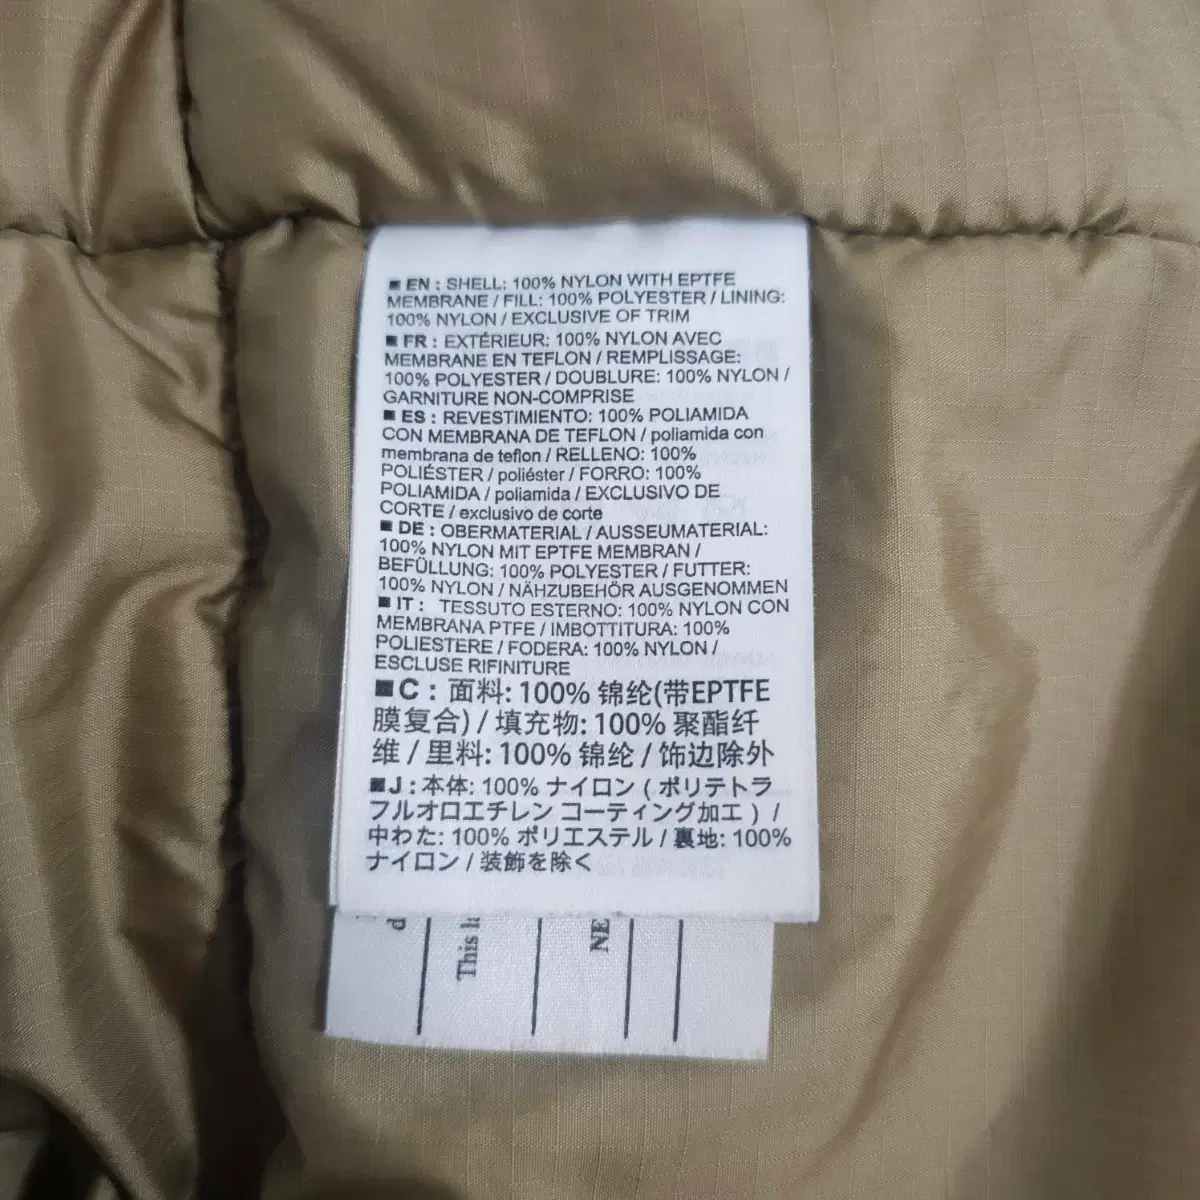 ■ EN : SHELL: 100% NYLON WITH EPTFE
MEMBRANE / FILL: 100% POLYESTER / LINING:
100% NYLON / EXCLUSIVE OF TRIM
■ FR : EXTÉRIEUR: 100% NYLON AVEC
MEMBRANE EN TEFLON / REMPLISSAGE:
100% POLYESTER / DOUBLURE: 100% NYLON /
GARNITURE NON-COMPRISE
■ ES : REVESTIMIENTO: 100% POLIAMIDA
CON MEMBRANA DE TEFLON / poliamida con
membrana de teflon / RELLENO: 100%
POLIÉSTER / poliéster / FORRO: 100%
POLIAMIDA / poliamida / EXCLUSIVO DE
CORTE / exclusivo de corte
■ DE : OBERMATERIAL / AUSSEUMATERIAL:
100% NYLON MIT EPTFE MEMBRAN /
BEFÜLLUNG: 100% POLYESTER / FUTTER:
100% NYLON / NÄHZUBEHÖR AUSGENOMMEN
■ IT : TESSUTO ESTERNO: 100% NYLON CON
MEMBRANA PTFE / IMBOTTITURA: 100%
POLIESTERE / FODERA: 100% NYLON /
ESCLUSE RIFINITURE
■ C : 面料: 100% 锦纶(带EPTFE
膜复合) / 填充物: 100% 聚酯纤
维 / 里料: 100% 锦纶 / 饰边除外
■ J : 本体: 100% ナイロン ( ポリテトラ
フルオロエチレン コーティング加工 ) /
中わた: 100% ポリエステル / 裏地: 100%
ナイロン / 装飾を除く
d
This la
NE